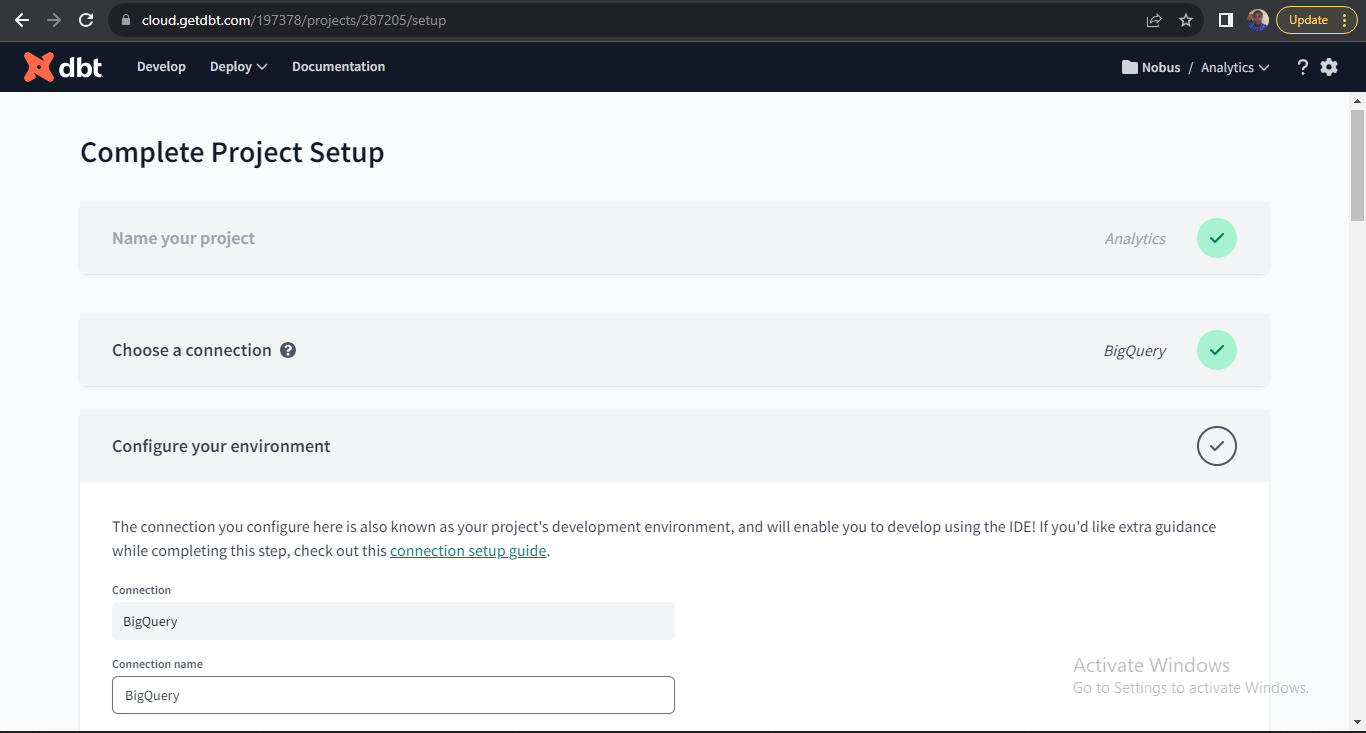 cloud.getdbt.com/197378/projects/287205/setup
Update
dbt
Develop
Deploy
Documentation
Nobus / Analytics
?
Complete Project Setup
Name your project
Analytics
Choose a connection ?
BigQuery
Configure your environment
The connection you configure here is also known as your project's development environment, and will enable you to develop using the IDE! If you'd like extra guidance
while completing this step, check out this connection setup guide.
Connection
BigQuery
Connection name
BigQuery
Activate Windows
Go to Settings to activate Windows.